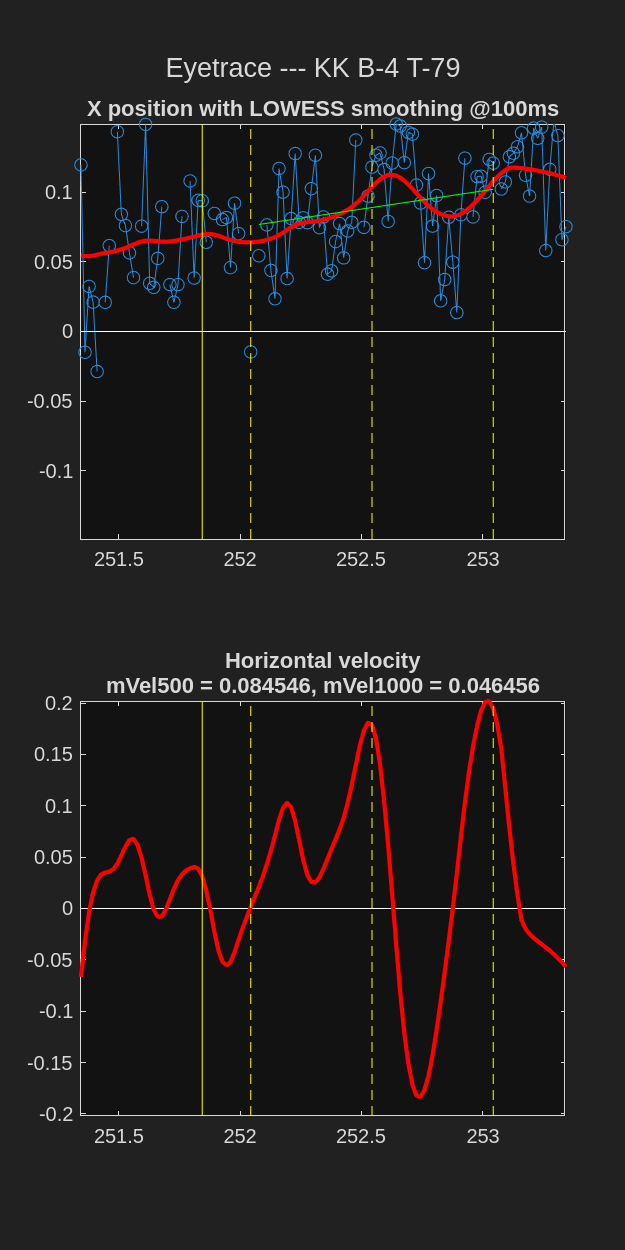 Eyetrace --- KK B-4 T-79
X position with LOWESS smoothing @100ms
0.1
0.05
0
-0.05
-0.1
251.5 252 252.5 253
Horizontal velocity
mVel500 = 0.084546, mVel1000 = 0.046456
0.2
0.15
0.1
0.05
0
-0.05
-0.1
-0.15
-0.2
251.5 252 252.5 253